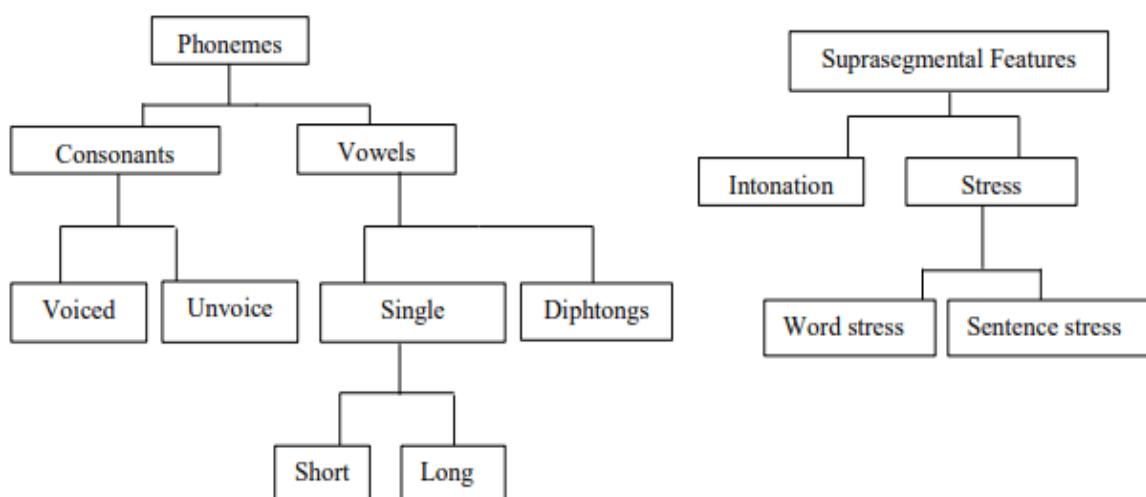 Phonemes
Consonants
Vowels
Voiced
Unvoice
Single
Diphtongs
Short
Long
Suprasegmental Features
Intonation
Stress
Word stress
Sentence stress